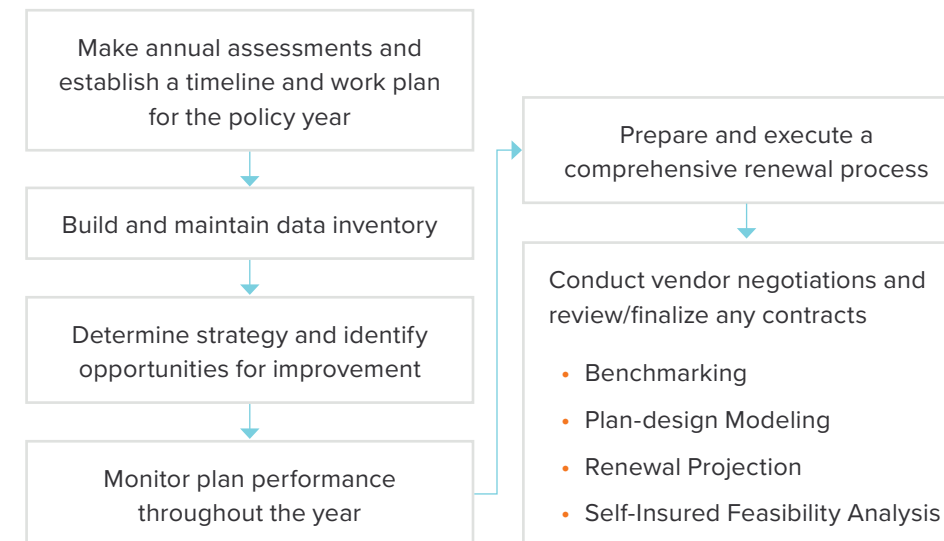 Make annual assessments and
establish a timeline and work plan
for the policy year
Build and maintain data inventory
Determine strategy and identify
opportunities for improvement
Monitor plan performance
throughout the year
Prepare and execute a
comprehensive renewal process
Conduct vendor negotiations and
review/finalize any contracts
• Benchmarking
• Plan-design Modeling
• Renewal Projection
• Self-Insured Feasibility Analysis